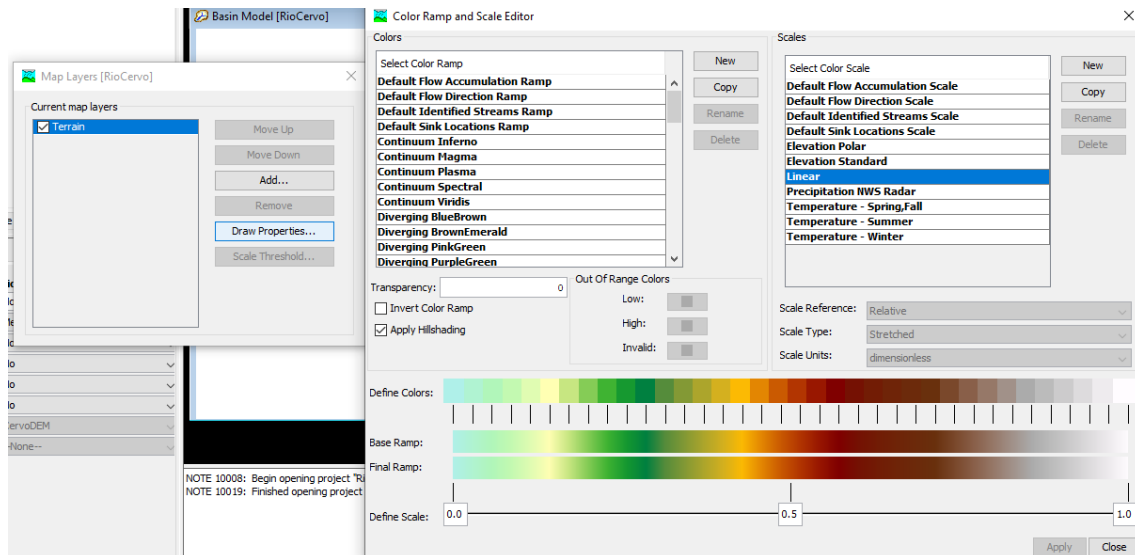 Basin Model [RioCervo]
Map Layers [RioCervo]
Current map layers
Terrain
Move Up
Move Down
Add...
Remove
Draw Properties...
Scale Threshold...
CervoDEM
--None--
NOTE 10008: Begin opening project "Ri
NOTE 10019: Finished opening project
Color Ramp and Scale Editor
Colors
Select Color Ramp
Default Flow Accumulation Ramp
Default Flow Direction Ramp
Default Identified Streams Ramp
Default Sink Locations Ramp
Continuum Inferno
Continuum Magma
Continuum Plasma
Continuum Spectral
Continuum Viridis
Diverging BlueBrown
Diverging BrownEmerald
Diverging PinkGreen
Diverging PurpleGreen
New
Copy
Rename
Delete
Transparency: 0
Invert Color Ramp
Apply Hillshading
Out Of Range Colors
Low:
High:
Invalid:
Scales
Select Color Scale
Default Flow Accumulation Scale
Default Flow Direction Scale
Default Identified Streams Scale
Default Sink Locations Scale
Elevation Polar
Elevation Standard
Linear
Precipitation NWS Radar
Temperature - Spring,Fall
Temperature - Summer
Temperature - Winter
New
Copy
Rename
Delete
Scale Reference: Relative
Scale Type: Stretched
Scale Units: dimensionless
Define Colors:
Base Ramp:
Final Ramp:
Define Scale: 0.0 0.5 1.0
Apply Close